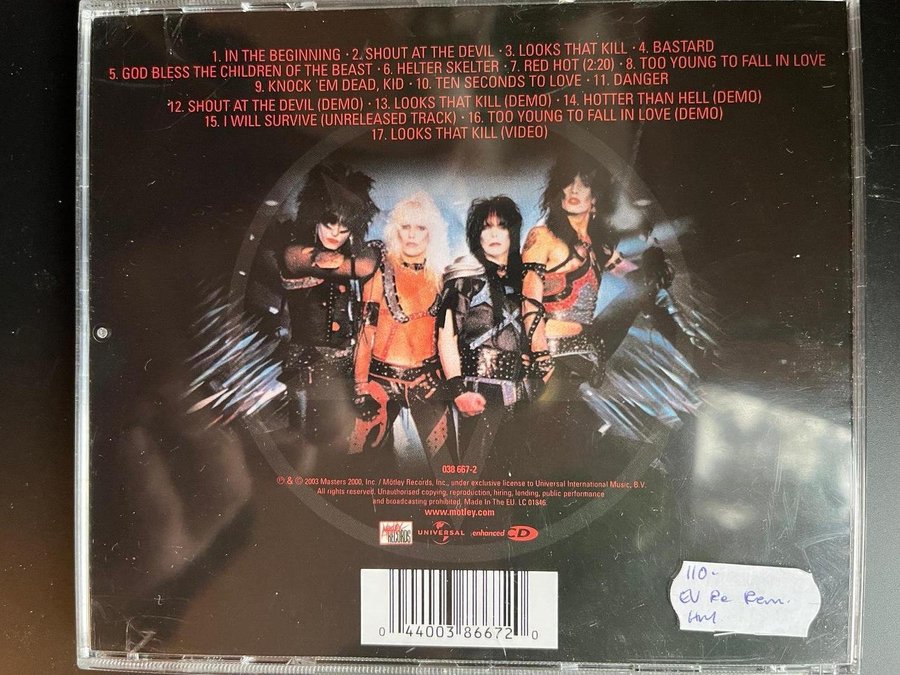 1. IN THE BEGINNING · 2. SHOUT AT THE DEVIL · 3. LOOKS THAT KILL · 4. BASTARD
5. GOD BLESS THE CHILDREN OF THE BEAST · 6. HELTER SKELTER · 7. RED HOT (2:20) · 8. TOO YOUNG TO FALL IN LOVE
9. KNOCK 'EM DEAD, KID · 10. TEN SECONDS TO LOVE · 11. DANGER
12. SHOUT AT THE DEVIL (DEMO) · 13. LOOKS THAT KILL (DEMO) · 14. HOTTER THAN HELL (DEMO)
15. I WILL SURVIVE (UNRELEASED TRACK) · 16. TOO YOUNG TO FALL IN LOVE (DEMO)
17. LOOKS THAT KILL (VIDEO)
038 667-2
℗ & © 2003 Masters 2000, Inc. / Mötley Records, Inc., under exclusive license to Universal International Music, B.V.
All rights reserved. Unauthorised copying, reproduction, hiring, lending, public performance
and broadcasting prohibited. Made In The EU. LC 01846.
www.motley.com
MÖTLEY RECORDS UNIVERSAL enhanced CD
0 44003 86672 0
110-
EU Re Rem.